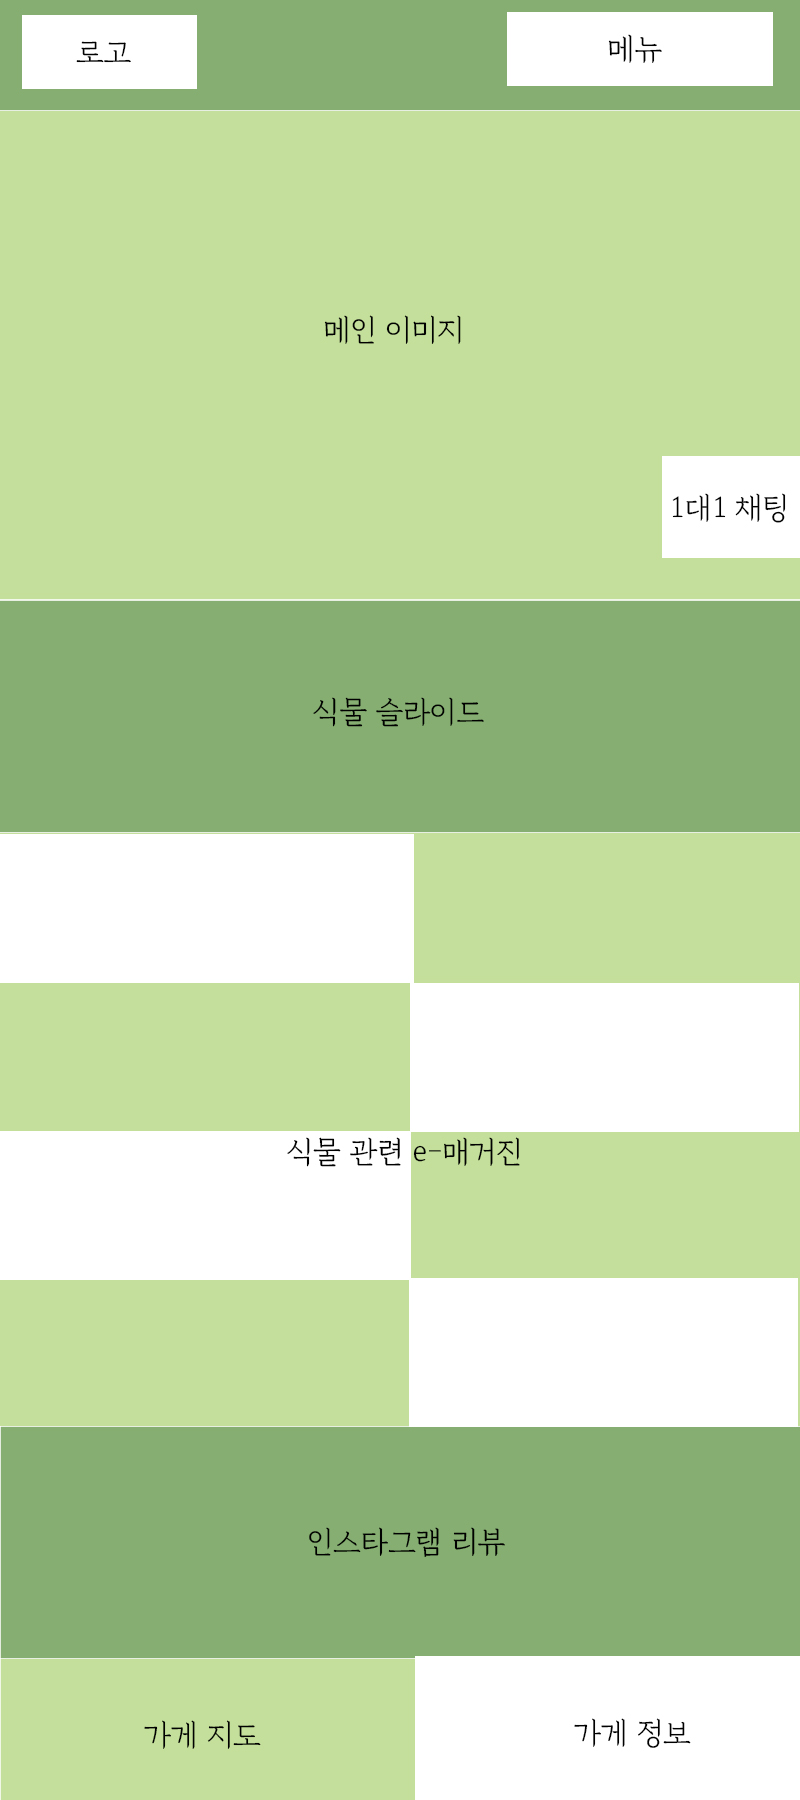 로고
메뉴
메인 이미지
1대1 채팅
식물 슬라이드
식물 관련 e-매거진
인스타그램 리뷰
가게 지도
가게 정보